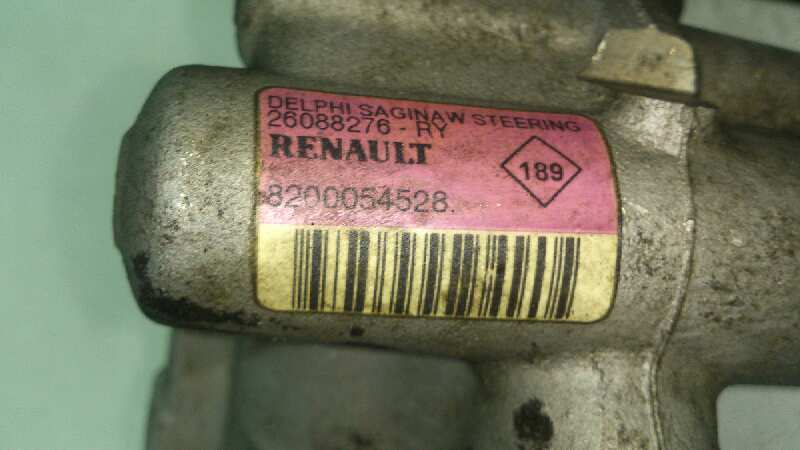 DELPHI SAGINAW STEERING
26088276 - RY
RENAULT
189
8200054528.